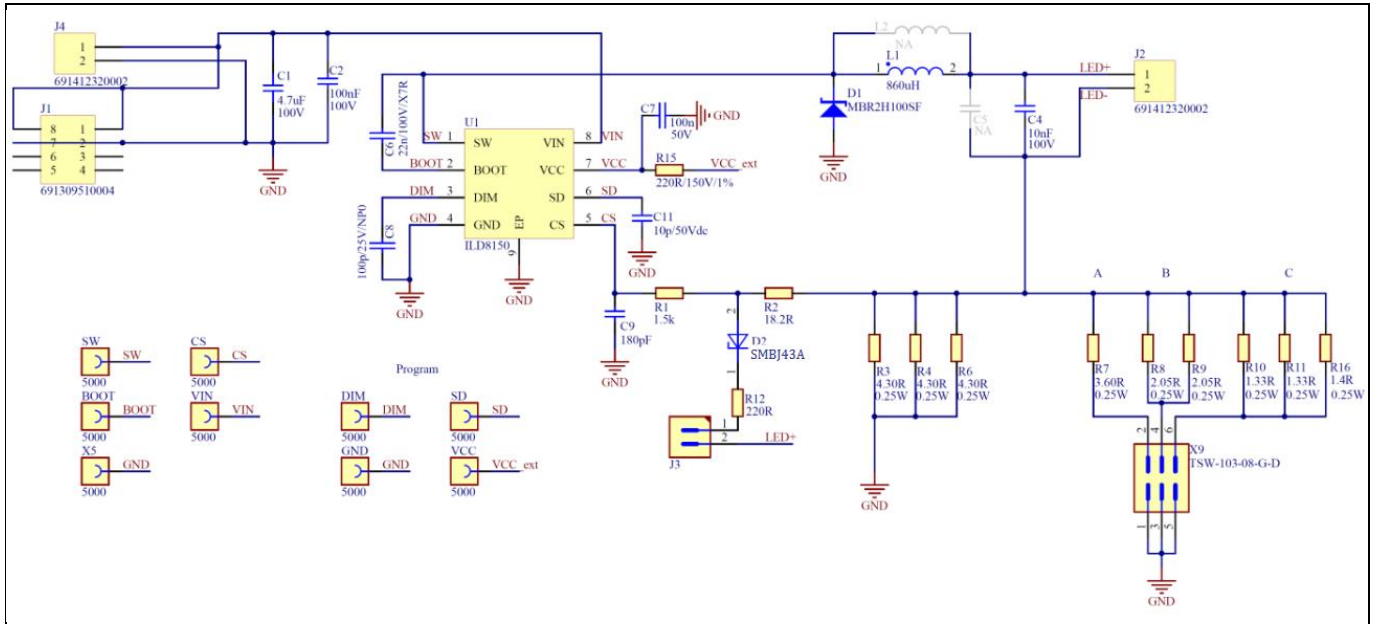 J4
1
2
691412320002
J1
8 1
7 2
6 3
5 4
691309510004
C1
4.7uF
100V
C2
100nF
100V
GND
C6
22n/100V/X7R
U1
SW 1 SW
BOOT 2 BOOT
DIM 3 DIM
GND 4 GND
EP
9
VIN 8 VIN
VCC 7 VCC
SD 6 SD
CS 5 CS
ILD8150
GND
C8
100p/25V/NP0
GND
C7
100n
50V
GND
R15
220R/150V/1%
VCC_ext
C11
10p/50Vdc
GND
D1
MBR2H100SF
GND
L2
NA
L1
1 2
860uH
C5
NA
C4
10nF
100V
LED+
LED-
J2
1
2
691412320002
C9
180pF
GND
R1
1.5k
R2
18.2R
2
D2
SMBJ43A
1
R12
220R
1
2
LED+
J3
R3
4.30R
0.25W
R4
4.30R
0.25W
R6
4.30R
0.25W
GND
A B C
R7
3.60R
0.25W
R8
2.05R
0.25W
R9
2.05R
0.25W
R10
1.33R
0.25W
R11
1.33R
0.25W
R16
1.4R
0.25W
2 4 6
X9
TSW-103-08-G-D
1 3 5
GND
SW
SW
5000
CS
CS
5000
BOOT
BOOT
5000
VIN
VIN
5000
X5
GND
5000
Program
DIM
DIM
5000
SD
SD
5000
GND
GND
5000
VCC
VCC_ext
5000